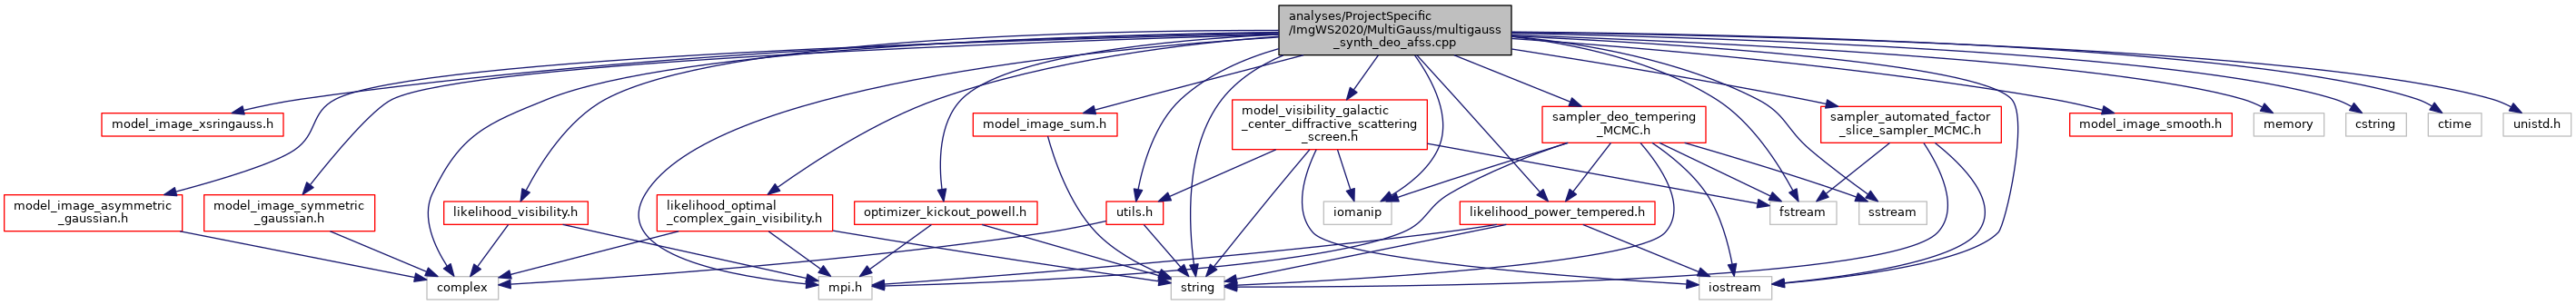 analyses/ProjectSpecific
/ImgWS2020/MultiGauss/multigauss
_synth_deo_afss.cpp
model_image_xsringauss.h
model_image_sum.h
model_visibility_galactic
_center_diffractive_scattering
_screen.h
sampler_deo_tempering
_MCMC.h
sampler_automated_factor
_slice_sampler_MCMC.h
model_image_smooth.h
memory
cstring
ctime
unistd.h
model_image_asymmetric
_gaussian.h
model_image_symmetric
_gaussian.h
likelihood_visibility.h
likelihood_optimal
_complex_gain_visibility.h
optimizer_kickout_powell.h
utils.h
iomanip
likelihood_power_tempered.h
fstream
sstream
complex
mpi.h
string
iostream